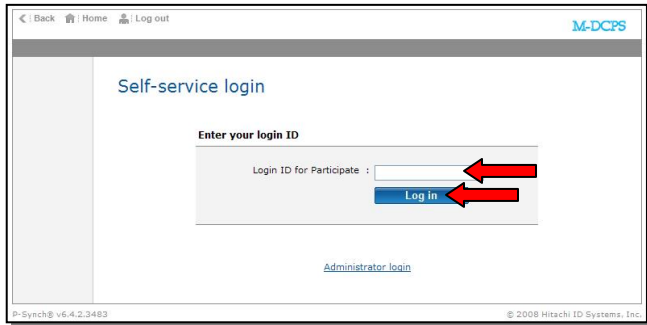 Back Home Log out
M-DCPS
Self-service login
Enter your login ID
Login ID for Participate :
Log in
Administrator login
P-Synch® v6.4.2.3483 © 2008 Hitachi ID Systems, Inc.